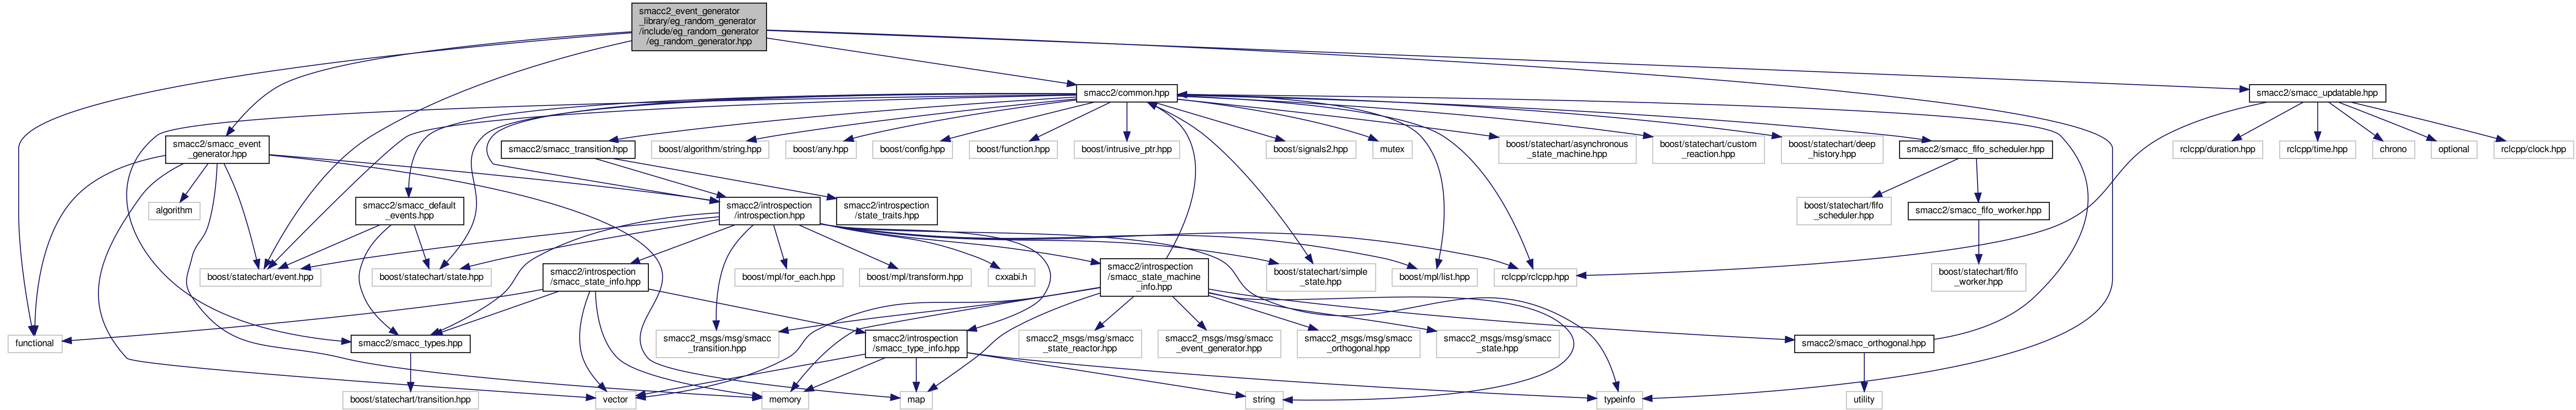 smacc2_event_generator
_library/eg_random_generator
/include/eg_random_generator
/eg_random_generator.hpp
smacc2/common.hpp
smacc2/smacc_updatable.hpp
smacc2/smacc_event
_generator.hpp
smacc2/smacc_transition.hpp
boost/algorithm/string.hpp
boost/any.hpp
boost/config.hpp
boost/function.hpp
boost/intrusive_ptr.hpp
boost/signals2.hpp
mutex
boost/statechart/asynchronous
_state_machine.hpp
boost/statechart/custom
_reaction.hpp
boost/statechart/deep
_history.hpp
smacc2/smacc_fifo_scheduler.hpp
rclcpp/duration.hpp
rclcpp/time.hpp
chrono
optional
rclcpp/clock.hpp
algorithm
smacc2/smacc_default
_events.hpp
smacc2/introspection
/introspection.hpp
smacc2/introspection
/state_traits.hpp
boost/statechart/fifo
_scheduler.hpp
smacc2/smacc_fifo_worker.hpp
boost/statechart/event.hpp
boost/statechart/state.hpp
smacc2/introspection
/smacc_state_info.hpp
boost/mpl/for_each.hpp
boost/mpl/transform.hpp
cxxabi.h
smacc2/introspection
/smacc_state_machine
_info.hpp
boost/statechart/simple
_state.hpp
boost/mpl/list.hpp
rclcpp/rclcpp.hpp
boost/statechart/fifo
_worker.hpp
functional
smacc2/smacc_types.hpp
smacc2_msgs/msg/smacc
_transition.hpp
smacc2/introspection
/smacc_type_info.hpp
smacc2_msgs/msg/smacc
_state_reactor.hpp
smacc2_msgs/msg/smacc
_event_generator.hpp
smacc2_msgs/msg/smacc
_orthogonal.hpp
smacc2_msgs/msg/smacc
_state.hpp
smacc2/smacc_orthogonal.hpp
boost/statechart/transition.hpp
vector
memory
map
string
typeinfo
utility